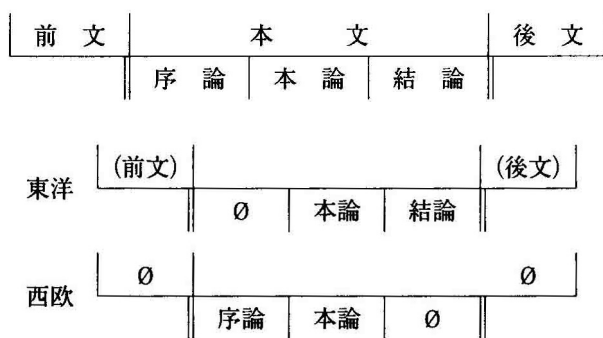 前文 本文 後文
序論 本論 結論
東洋 (前文) (後文)
Ø 本論 結論
西欧 Ø Ø
序論 本論 Ø